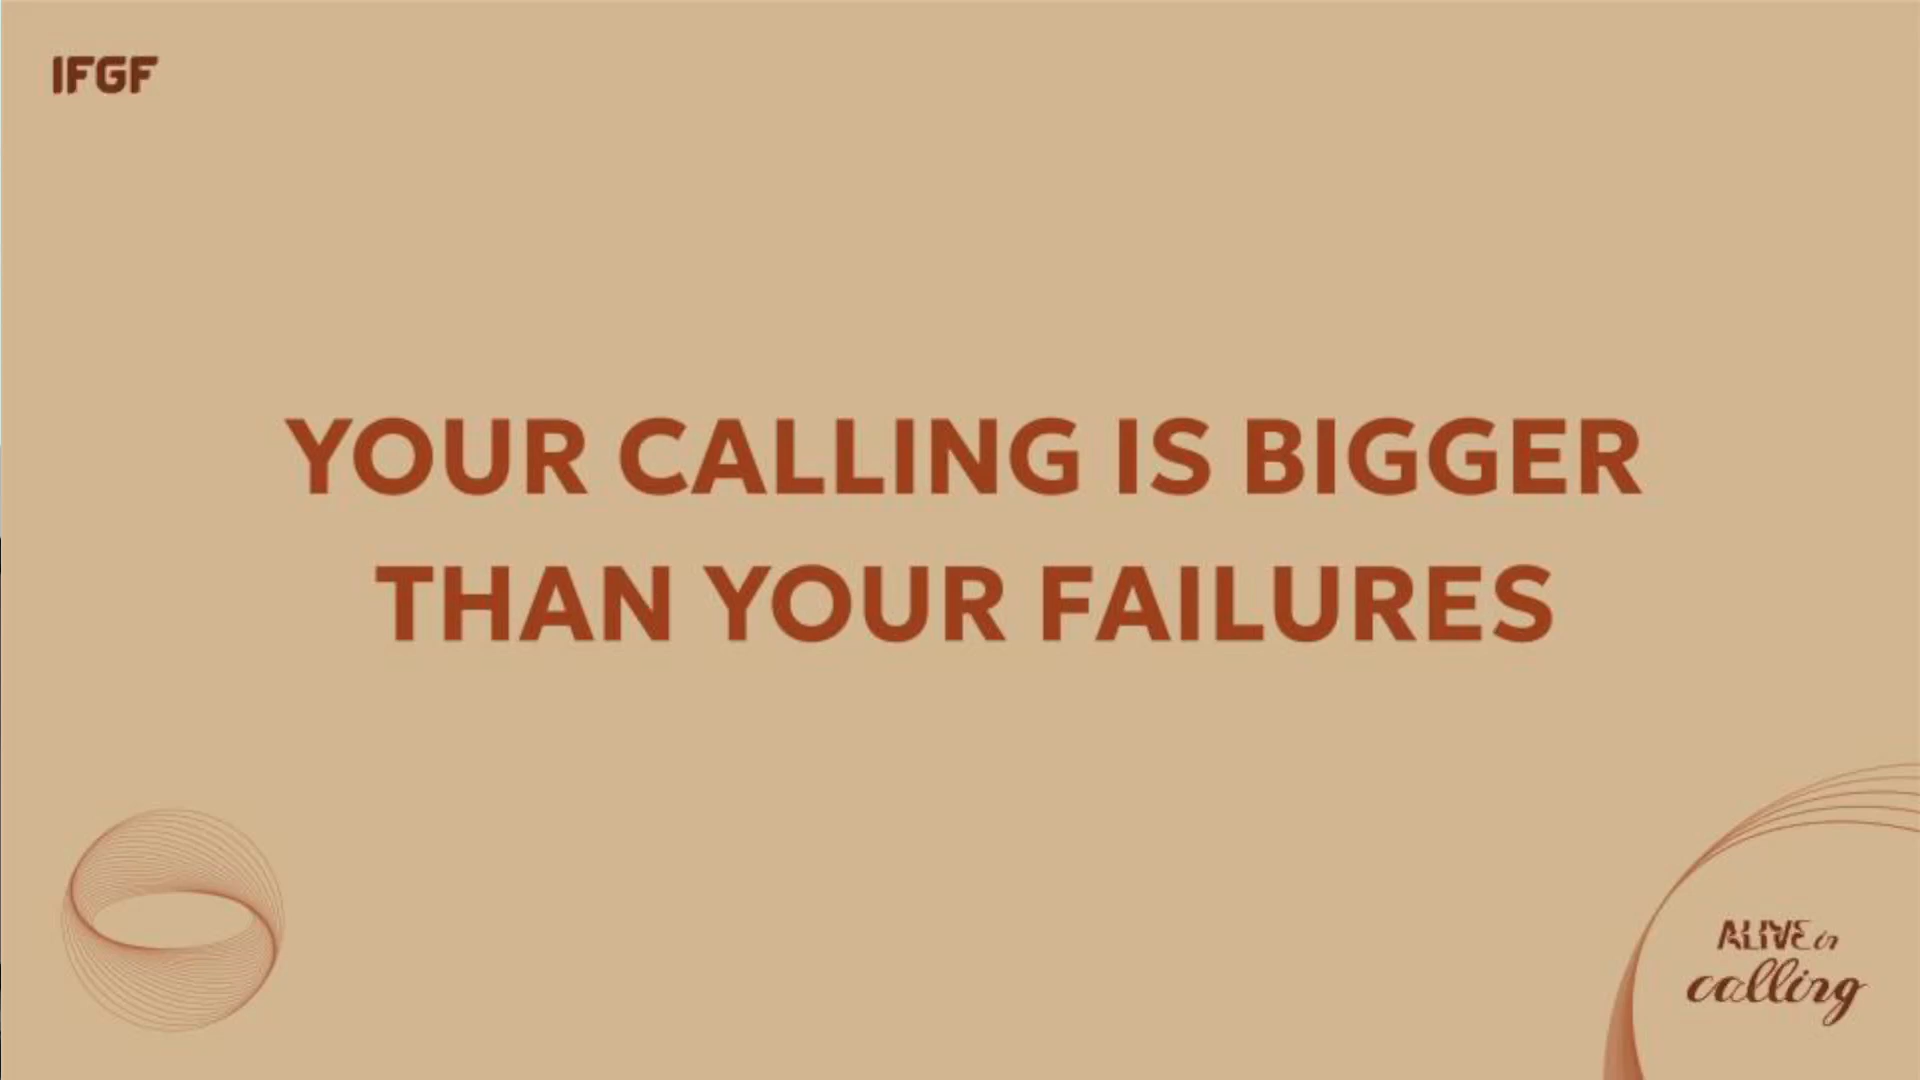 IFGF
YOUR CALLING IS BIGGER
THAN YOUR FAILURES
ALIVE in
calling